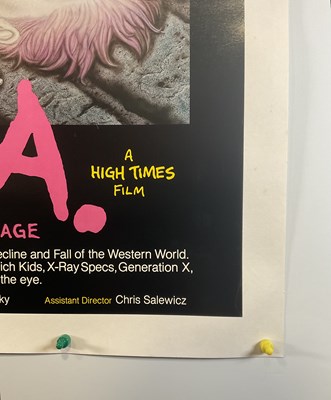 A.
A
HIGH TIMES
FILM
AGE
ecline and Fall of the Western World.
ich Kids, X-Ray Specs, Generation X,
the eye.
ky
Assistant Director Chris Salewicz